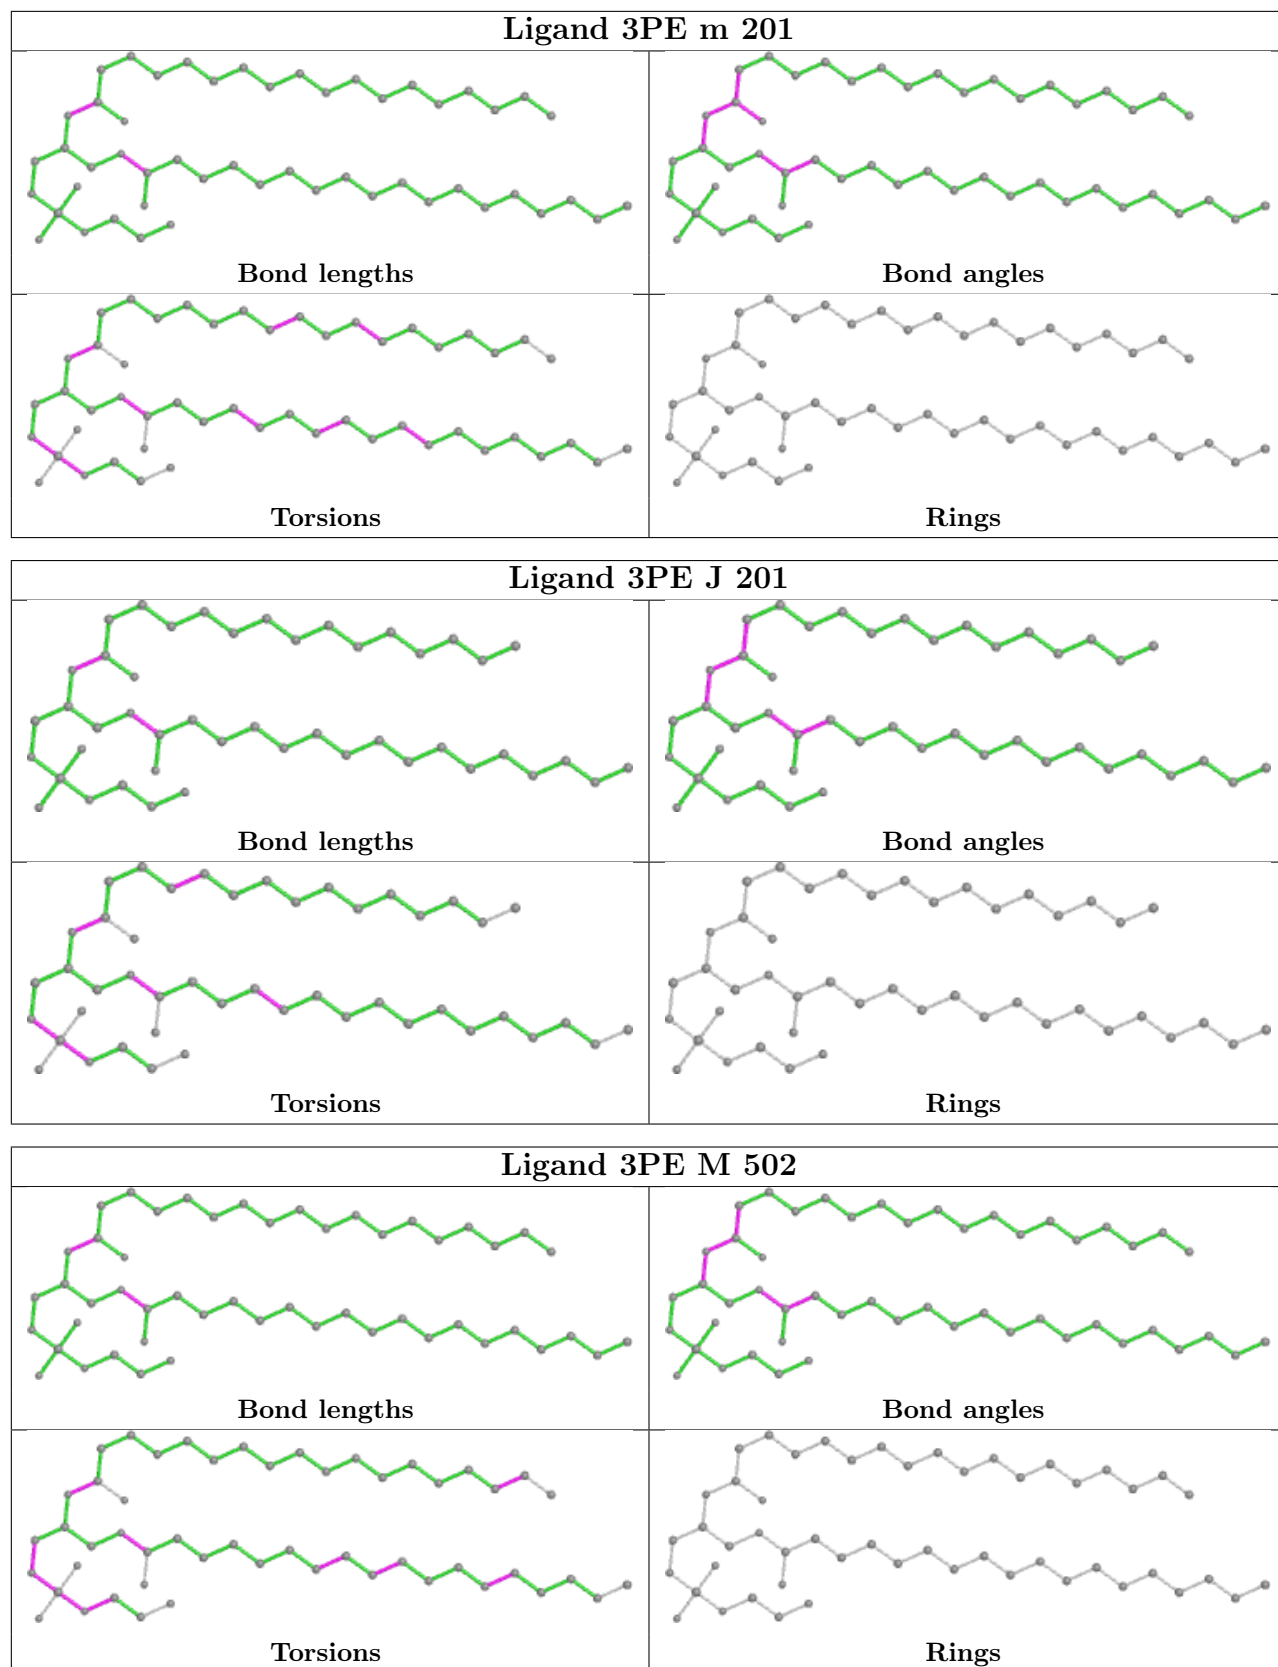 Ligand 3PE m 201
Bond lengths
Bond angles
Torsions
Rings
Ligand 3PE J 201
Bond lengths
Bond angles
Torsions
Rings
Ligand 3PE M 502
Bond lengths
Bond angles
Torsions
Rings